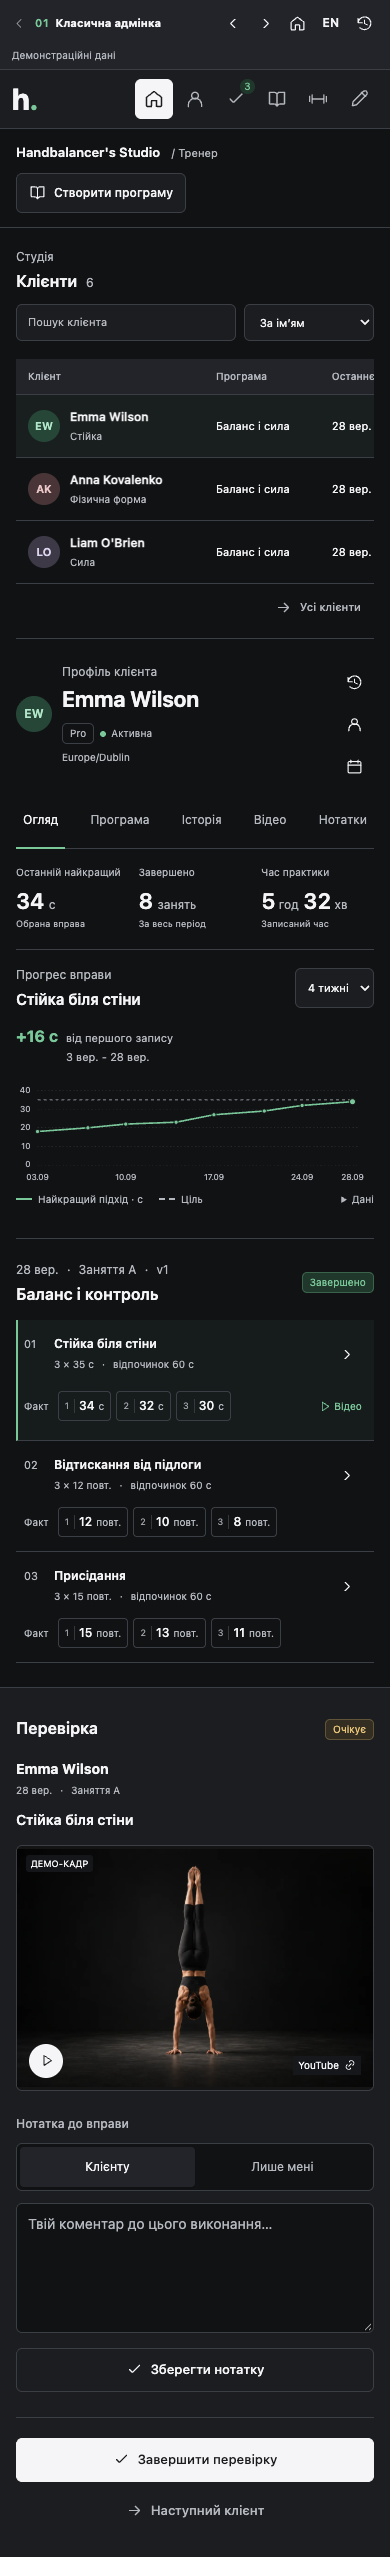 01 Класична адмінка
EN
Демонстраційні дані
h.
3
Handbalancer's Studio / Тренер
Створити програму
Студія
Клієнти 6
Пошук клієнта
За ім'ям
Клієнт Програма Останнє
EW Emma Wilson Баланс і сила 28 вер.
Стійка
AK Anna Kovalenko Баланс і сила 28 вер.
Фізична форма
LO Liam O'Brien Баланс і сила 28 вер.
Сила
Усі клієнти
Профіль клієнта
EW Emma Wilson
Pro Активна
Europe/Dublin
Огляд Програма Історія Відео Нотатки
Останній найкращий Завершено Час практики
34 с 8 занять 5 год 32 хв
Обрана вправа За весь період Записаний час
Прогрес вправи
Стійка біля стіни
4 тижні
+16 с від першого запису
3 вер. - 28 вер.
40
30
20
10
0
03.09 10.09 17.09 24.09 28.09
Найкращий підхід · с Ціль Дані
28 вер. · Заняття A · v1
Баланс і контроль
Завершено
01 Стійка біля стіни
3 × 35 с · відпочинок 60 с
Факт 1 34 с 2 32 с 3 30 с Відео
02 Відтискання від підлоги
3 × 12 повт. · відпочинок 60 с
Факт 1 12 повт. 2 10 повт. 3 8 повт.
03 Присідання
3 × 15 повт. · відпочинок 60 с
Факт 1 15 повт. 2 13 повт. 3 11 повт.
Перевірка
Очікує
Emma Wilson
28 вер. · Заняття A
Стійка біля стіни
ДЕМО-КАДР
YouTube
Нотатка до вправи
Клієнту Лише мені
Твій коментар до цього виконання...
Зберегти нотатку
Завершити перевірку
Наступний клієнт